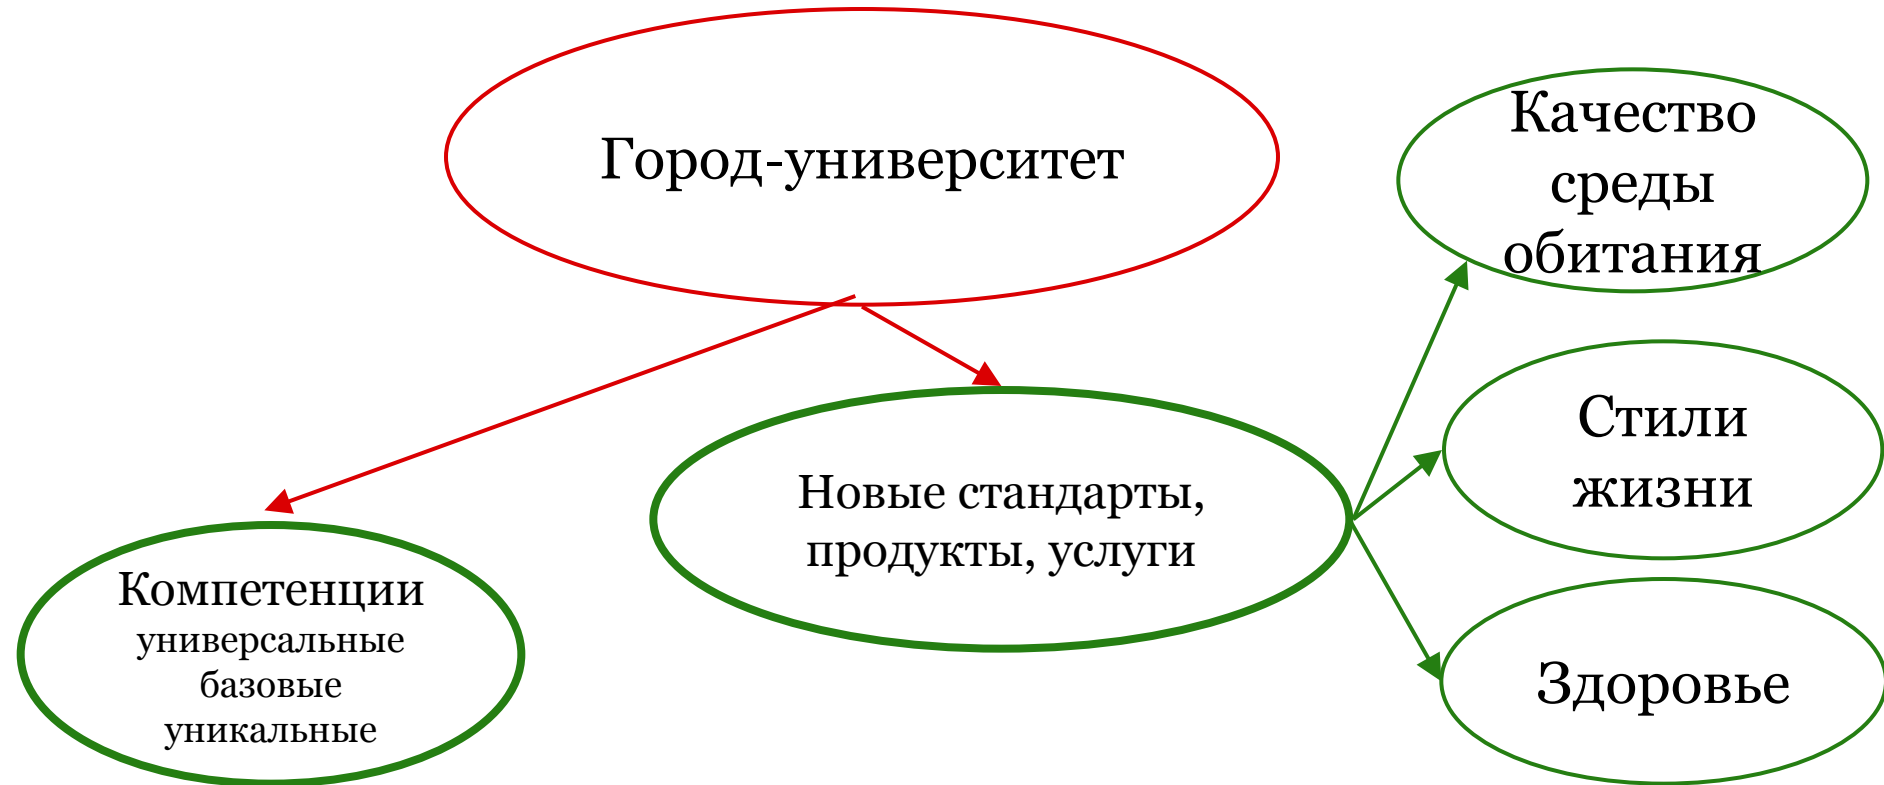 Город-университет
Качество
среды
обитания
Стили
жизни
Новые стандарты,
продукты, услуги
Компетенции
универсальные
базовые
уникальные
Здоровье